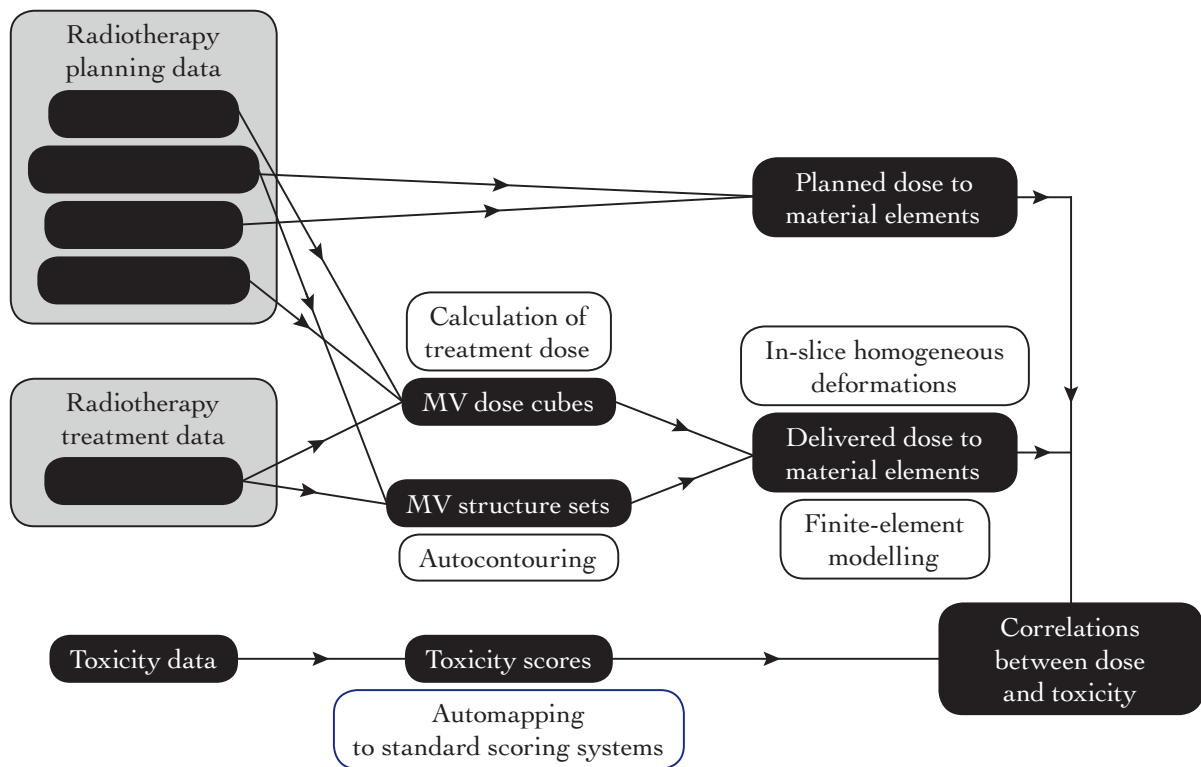 Radiotherapy
planning data
Planned dose to
material elements
Calculation of
treatment dose
In-slice homogeneous
deformations
Radiotherapy
treatment data
MV dose cubes
Delivered dose to
material elements
MV structure sets
Autocontouring
Finite-element
modelling
Toxicity data
Toxicity scores
Correlations
between dose
and toxicity
Automapping
to standard scoring systems